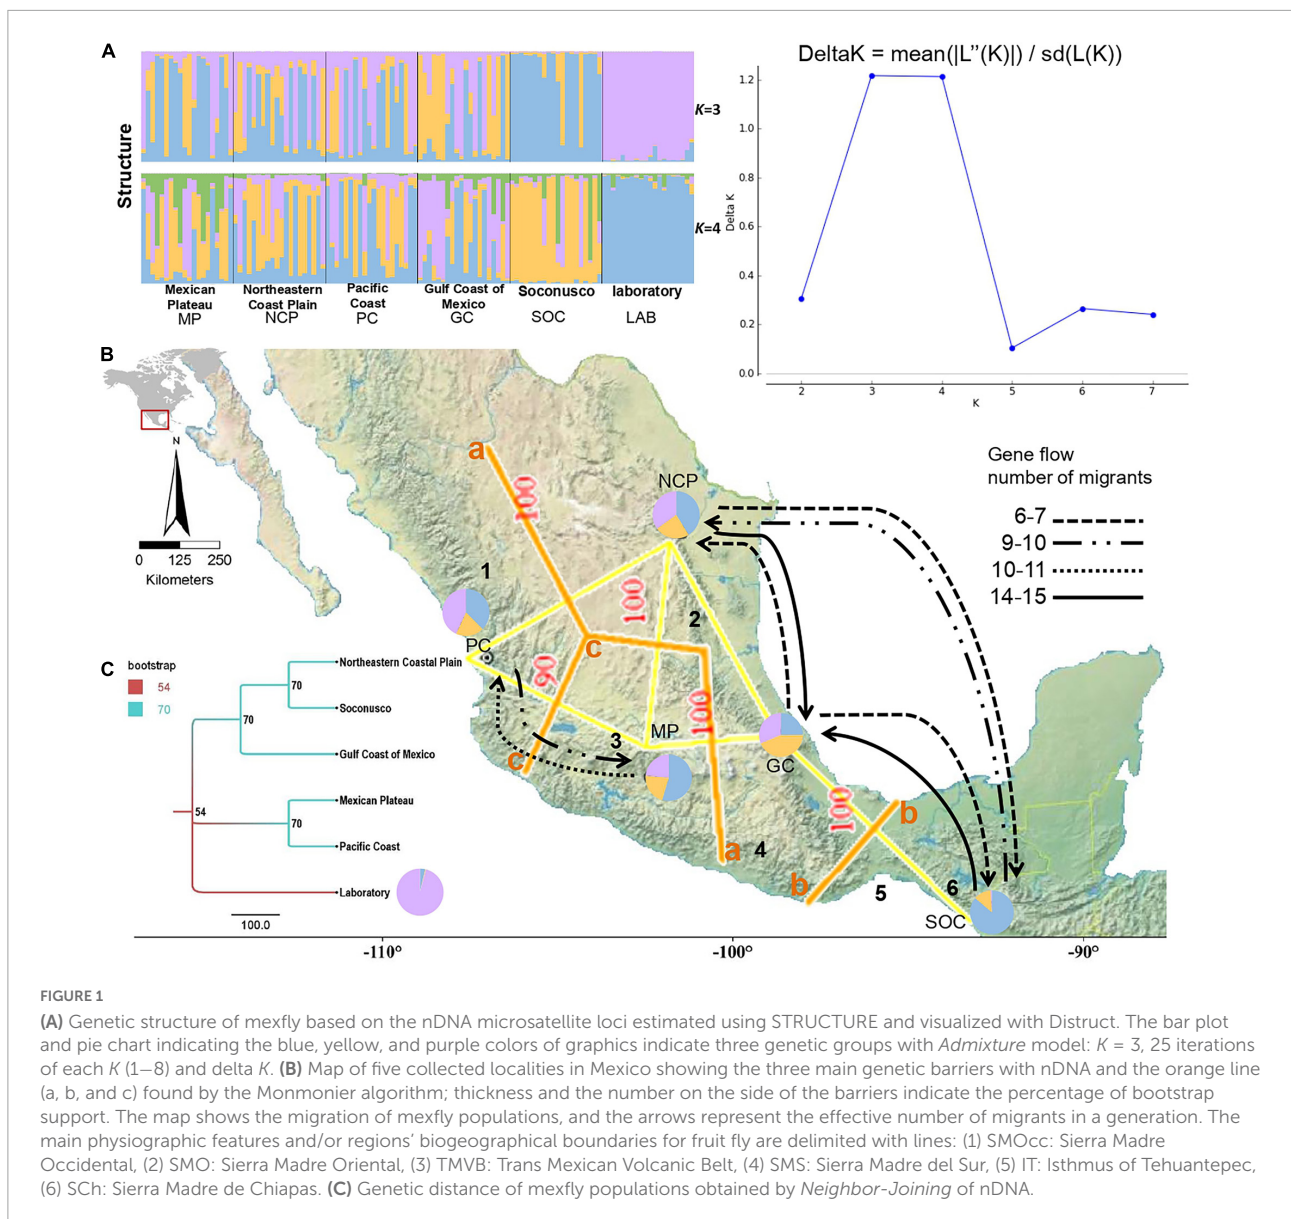 A
Structure
K=3
K=4
Mexican
Plateau
MP
Northeastern
Coast Plain
NCP
Pacific
Coast
PC
Gulf Coast of
Mexico
GC
Soconusco
SOC
laboratory
LAB
DeltaK = mean(|L”(K)|) / sd(L(K))
1.2
1.0
0.8
0.6
0.4
0.2
0.0
Delta K
2 3 4 5 6 7
K
B
N
0 125 250
Kilometers
a
100
NCP
1
100
2
PC
c
90
100
3
MP
c
GC
a
4
100
b
b
5
6
SOC
Gene flow
number of migrants
6-7
9-10
10-11
14-15
C
bootstrap
54
70
Northeastern Coastal Plain
70
Soconusco
70
Gulf Coast of Mexico
Mexican Plateau
54
70
Pacific Coast
Laboratory
100.0
-110° -100° -90°
FIGURE 1
(A) Genetic structure of mexfly based on the nDNA microsatellite loci estimated using STRUCTURE and visualized with Distruct. The bar plot
and pie chart indicating the blue, yellow, and purple colors of graphics indicate three genetic groups with Admixture model: K = 3, 25 iterations
of each K (1–8) and delta K. (B) Map of five collected localities in Mexico showing the three main genetic barriers with nDNA and the orange line
(a, b, and c) found by the Monmonier algorithm; thickness and the number on the side of the barriers indicate the percentage of bootstrap
support. The map shows the migration of mexfly populations, and the arrows represent the effective number of migrants in a generation. The
main physiographic features and/or regions’ biogeographical boundaries for fruit fly are delimited with lines: (1) SMOcc: Sierra Madre
Occidental, (2) SMO: Sierra Madre Oriental, (3) TMVB: Trans Mexican Volcanic Belt, (4) SMS: Sierra Madre del Sur, (5) IT: Isthmus of Tehuantepec,
(6) SCh: Sierra Madre de Chiapas. (C) Genetic distance of mexfly populations obtained by Neighbor-Joining of nDNA.